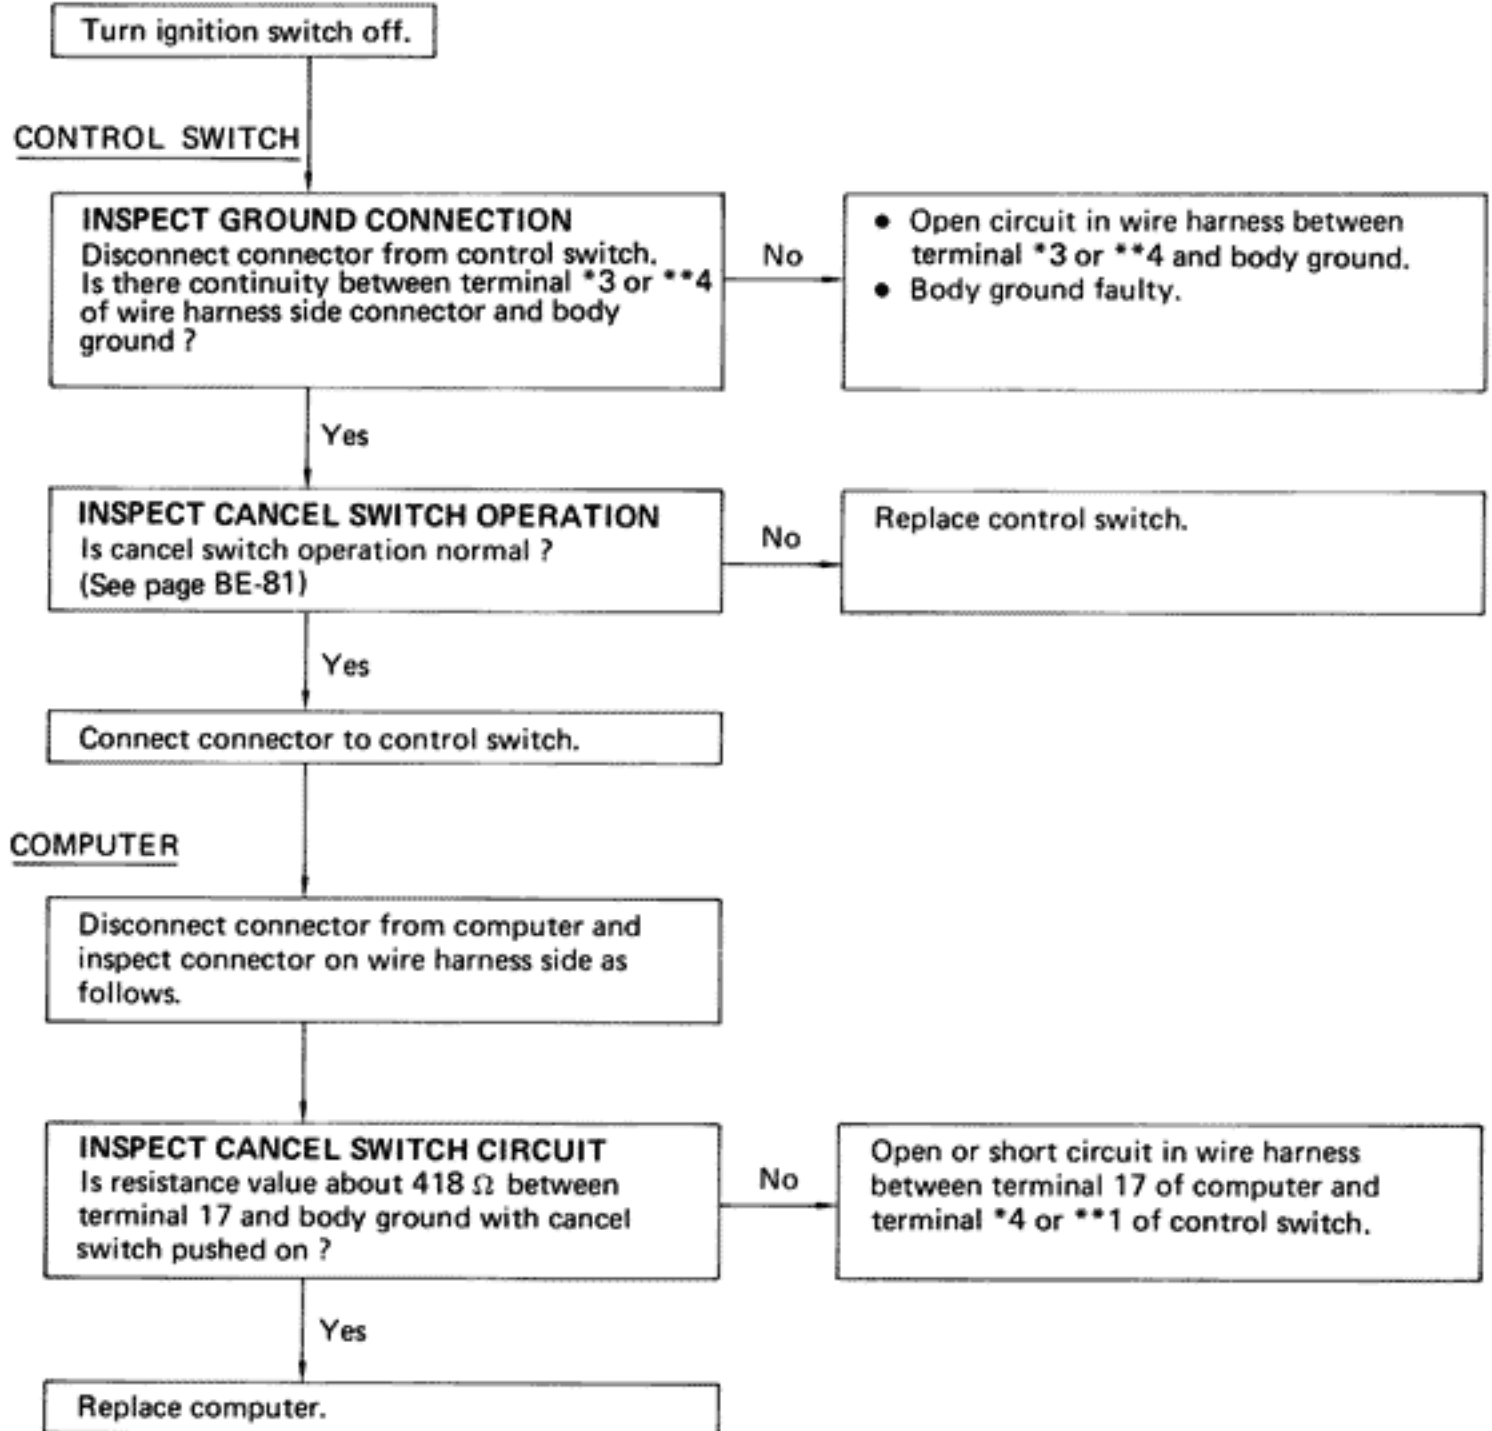 Turn ignition switch off.
CONTROL SWITCH
INSPECT GROUND CONNECTION
Disconnect connector from control switch.
Is there continuity between terminal *3 or **4
of wire harness side connector and body
ground ?
No
● Open circuit in wire harness between
terminal *3 or **4 and body ground.
● Body ground faulty.
Yes
INSPECT CANCEL SWITCH OPERATION
Is cancel switch operation normal ?
(See page BE-81)
No
Replace control switch.
Yes
Connect connector to control switch.
COMPUTER
Disconnect connector from computer and
inspect connector on wire harness side as
follows.
INSPECT CANCEL SWITCH CIRCUIT
Is resistance value about 418 Ω between
terminal 17 and body ground with cancel
switch pushed on ?
No
Open or short circuit in wire harness
between terminal 17 of computer and
terminal *4 or **1 of control switch.
Yes
Replace computer.